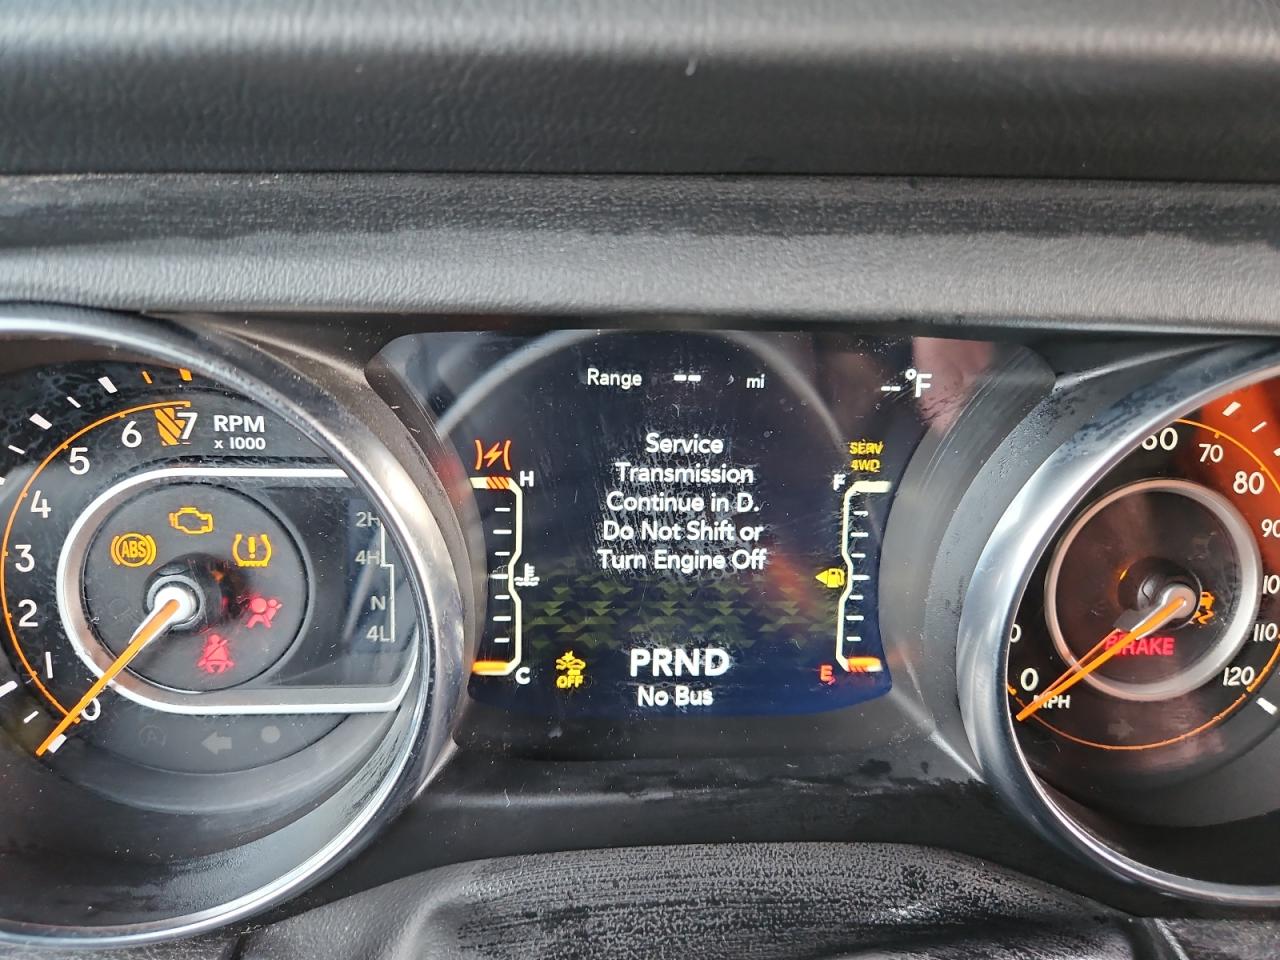 Range -- mi
--°F
6 7 RPM
x 1000
5
4
3
2
1
0
ABS
2H
4H
N
4L
H
C
Service
Transmission
Continue in D.
Do Not Shift or
Turn Engine Off
SERV
4WD
F
E
OFF
PRND
No Bus
60
70
80
90
110
120
0
MPH
BRAKE